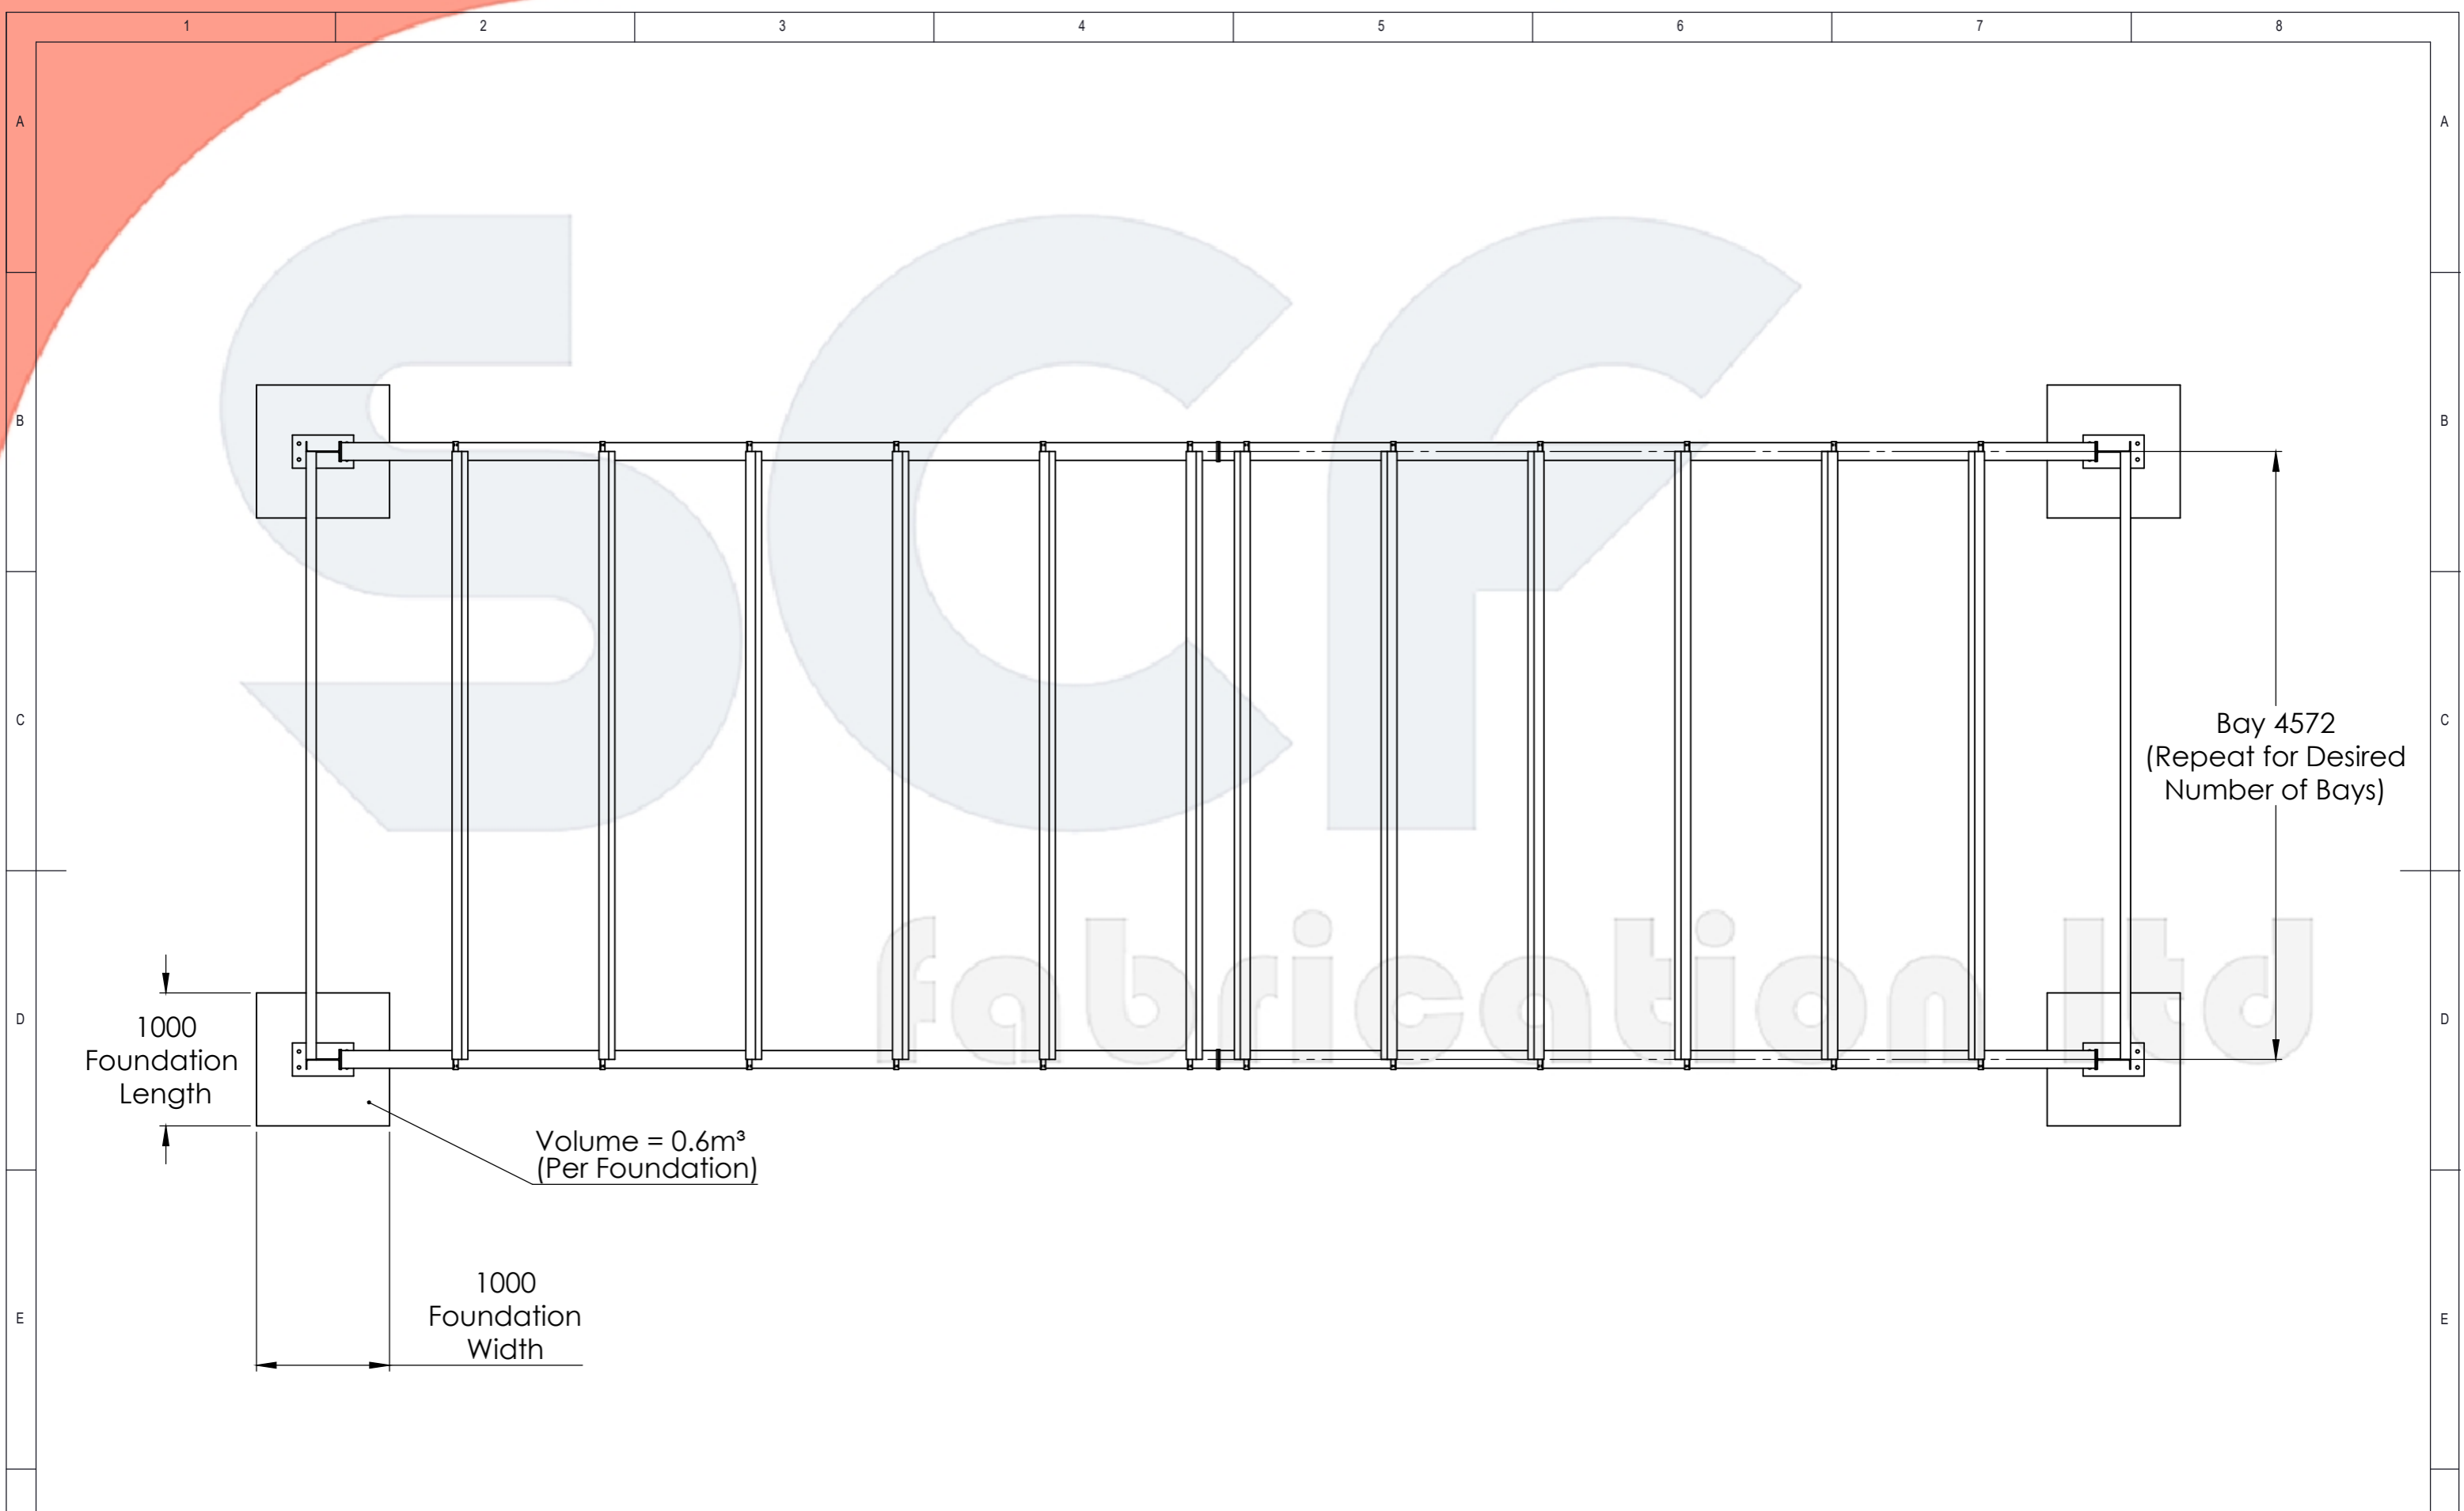 1 2 3 4 5 6 7 8
A A
B B
SCF
C C
Bay 4572
(Repeat for Desired
Number of Bays)
fabrication ltd
D D
1000
Foundation
Length
Volume = 0.6m³
(Per Foundation)
1000
Foundation
Width
E E